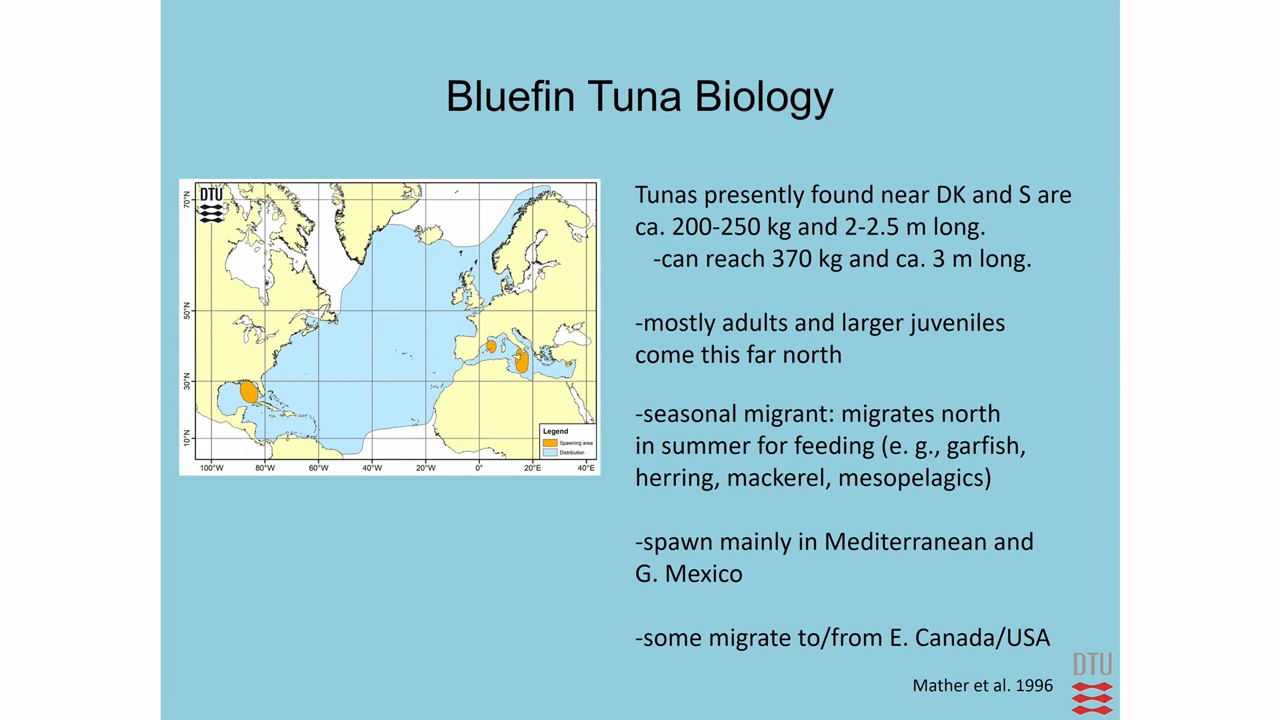 Bluefin Tuna Biology
DTU
70°N
50°N
30°N
10°N
100°W 80°W 60°W 40°W 20°W 0° 20°E 40°E
Legend
Spawning area
Distribution
Tunas presently found near DK and S are
ca. 200-250 kg and 2-2.5 m long.
-can reach 370 kg and ca. 3 m long.
-mostly adults and larger juveniles
come this far north
-seasonal migrant: migrates north
in summer for feeding (e. g., garfish,
herring, mackerel, mesopelagics)
-spawn mainly in Mediterranean and
G. Mexico
-some migrate to/from E. Canada/USA
Mather et al. 1996
DTU